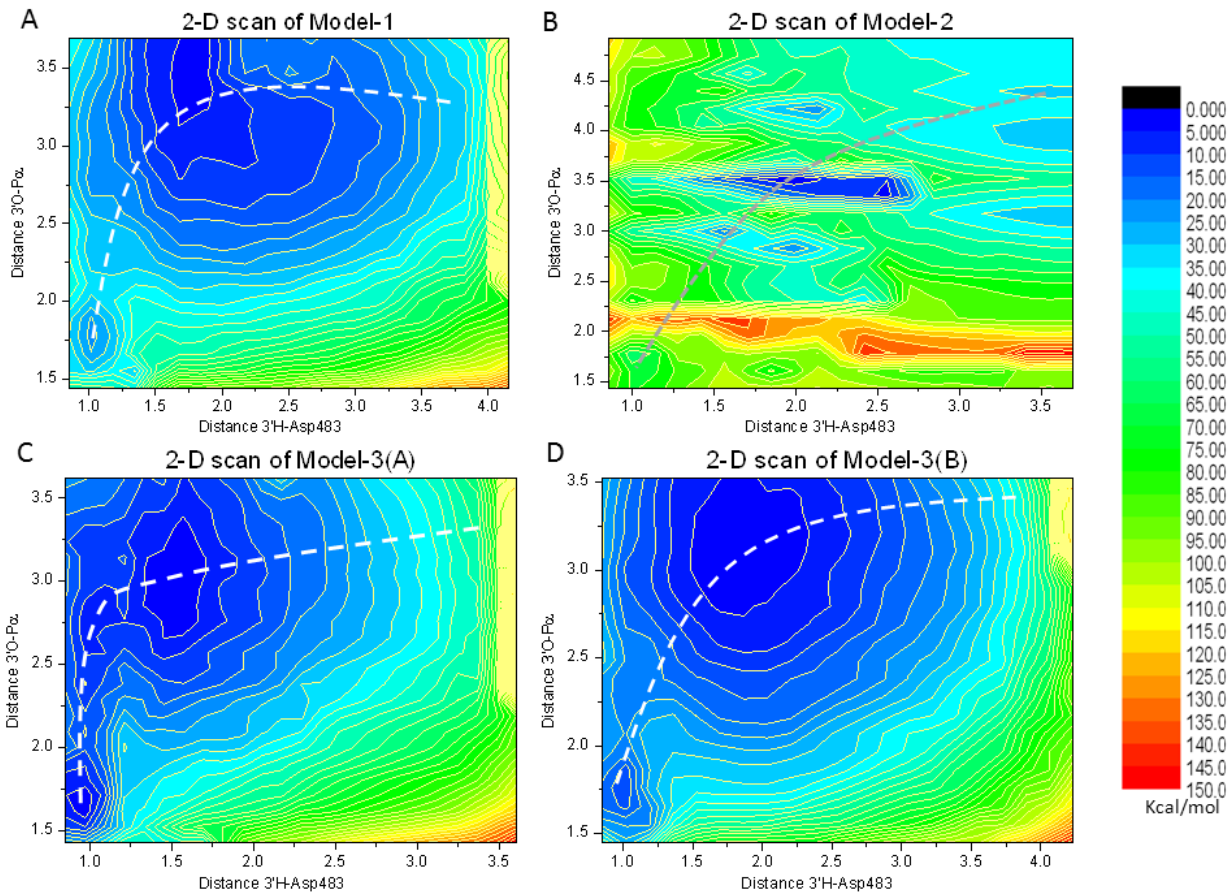 A
2-D scan of Model-1
Distance 3'O-Pα
3.5
3.0
2.5
2.0
1.5
1.0 1.5 2.0 2.5 3.0 3.5 4.0
Distance 3'H-Asp483
B
2-D scan of Model-2
Distance 3'O-Pα
4.5
4.0
3.5
3.0
2.5
2.0
1.5
1.0 1.5 2.0 2.5 3.0 3.5
Distance 3'H-Asp483
C
2-D scan of Model-3(A)
Distance 3'O-Pα
3.5
3.0
2.5
2.0
1.5
1.0 1.5 2.0 2.5 3.0 3.5
Distance 3'H-Asp483
D
2-D scan of Model-3(B)
Distance 3'O-Pα
3.5
3.0
2.5
2.0
1.5
1.0 1.5 2.0 2.5 3.0 3.5 4.0
Distance 3'H-Asp483
0.000
5.000
10.00
15.00
20.00
25.00
30.00
35.00
40.00
45.00
50.00
55.00
60.00
65.00
70.00
75.00
80.00
85.00
90.00
95.00
100.0
105.0
110.0
115.0
120.0
125.0
130.0
135.0
140.0
145.0
150.0
Kcal/mol